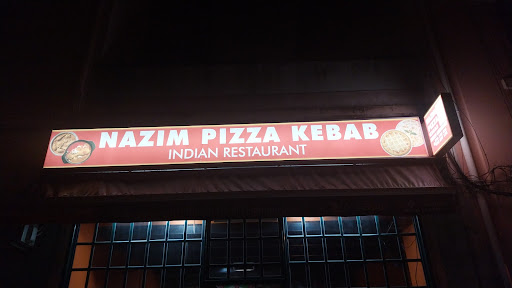 NAZIM PIZZA KEBAB
INDIAN RESTAURANT